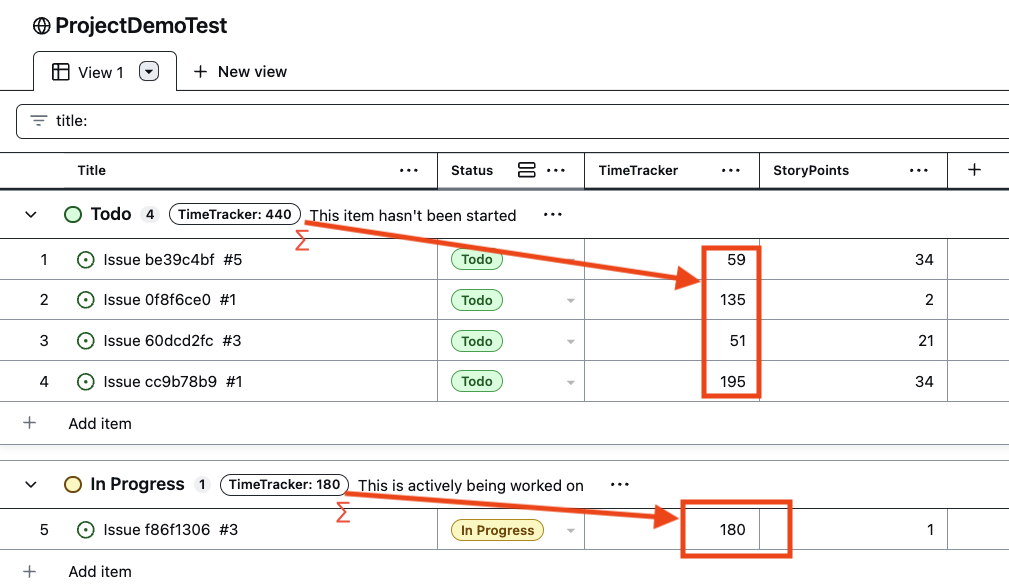 ProjectDemoTest
View 1 New view
title:
Title ... Status ... TimeTracker ... StoryPoints ... +
Todo 4 TimeTracker: 440 This item hasn't been started ...
Σ
1 Issue be39c4bf #5 Todo 59 34
2 Issue 0f8f6ce0 #1 Todo 135 2
3 Issue 60dcd2fc #3 Todo 51 21
4 Issue cc9b78b9 #1 Todo 195 34
+ Add item
In Progress 1 TimeTracker: 180 This is actively being worked on ...
Σ
5 Issue f86f1306 #3 In Progress 180 1
+ Add item